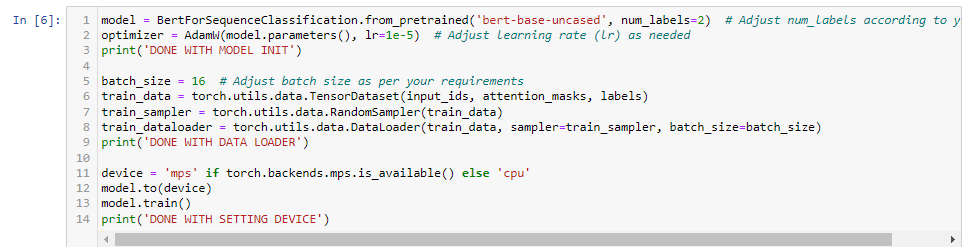 In [6]:
1 model = BertForSequenceClassification.from_pretrained('bert-base-uncased', num_labels=2)  # Adjust num_labels according to y
2 optimizer = AdamW(model.parameters(), lr=1e-5)  # Adjust learning rate (lr) as needed
3 print('DONE WITH MODEL INIT')
4
5 batch_size = 16  # Adjust batch size as per your requirements
6 train_data = torch.utils.data.TensorDataset(input_ids, attention_masks, labels)
7 train_sampler = torch.utils.data.RandomSampler(train_data)
8 train_dataloader = torch.utils.data.DataLoader(train_data, sampler=train_sampler, batch_size=batch_size)
9 print('DONE WITH DATA LOADER')
10
11 device = 'mps' if torch.backends.mps.is_available() else 'cpu'
12 model.to(device)
13 model.train()
14 print('DONE WITH SETTING DEVICE')